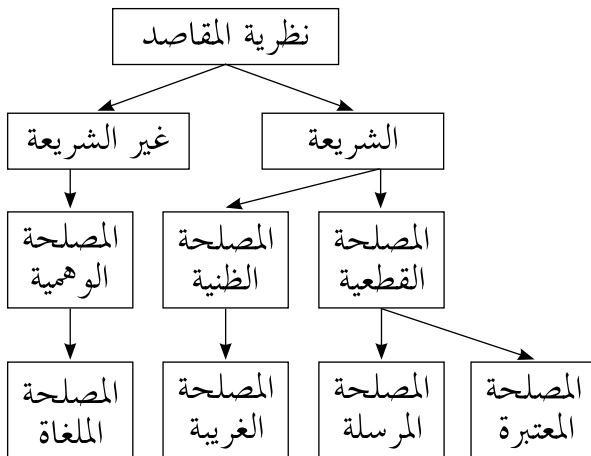 نظرية المقاصد
الشريعة
غير الشريعة
المصلحة
القطعية
المصلحة
الظنية
المصلحة
الوهمية
المصلحة
المعتبرة
المصلحة
المرسلة
المصلحة
الغريبة
المصلحة
الملغاة